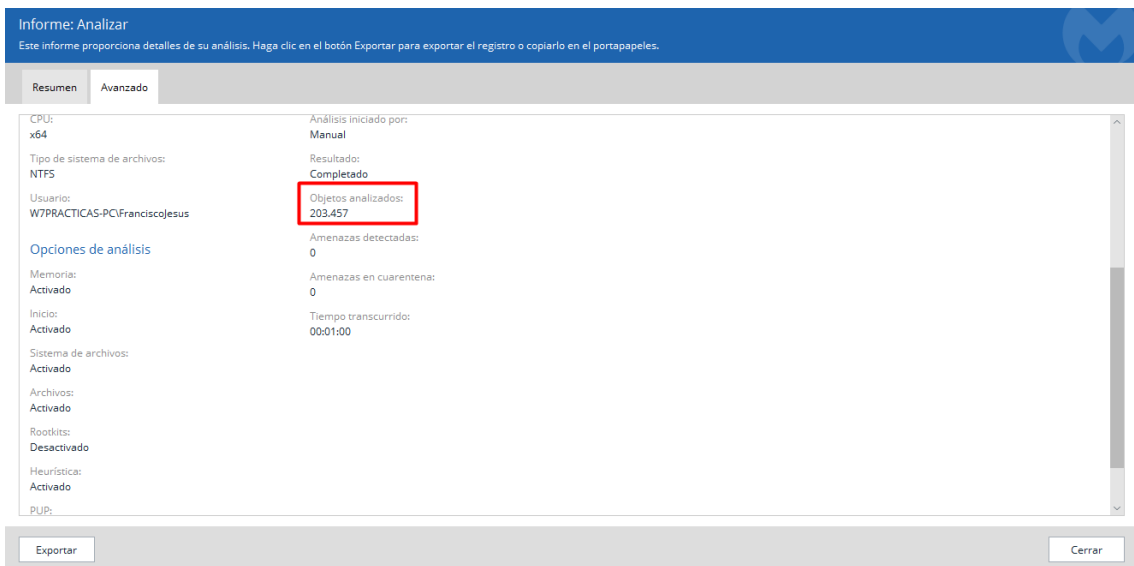 Informe: Analizar
Este informe proporciona detalles de su análisis. Haga clic en el botón Exportar para exportar el registro o copiarlo en el portapapeles.
Resumen
Avanzado
CPU:
x64
Tipo de sistema de archivos:
NTFS
Usuario:
W7PRACTICAS-PC\FranciscoJesus
Opciones de análisis
Memoria:
Activado
Inicio:
Activado
Sistema de archivos:
Activado
Archivos:
Activado
Rootkits:
Desactivado
Heurística:
Activado
PUP:
Análisis iniciado por:
Manual
Resultado:
Completado
Objetos analizados:
203.457
Amenazas detectadas:
0
Amenazas en cuarentena:
0
Tiempo transcurrido:
00:01:00
Exportar
Cerrar